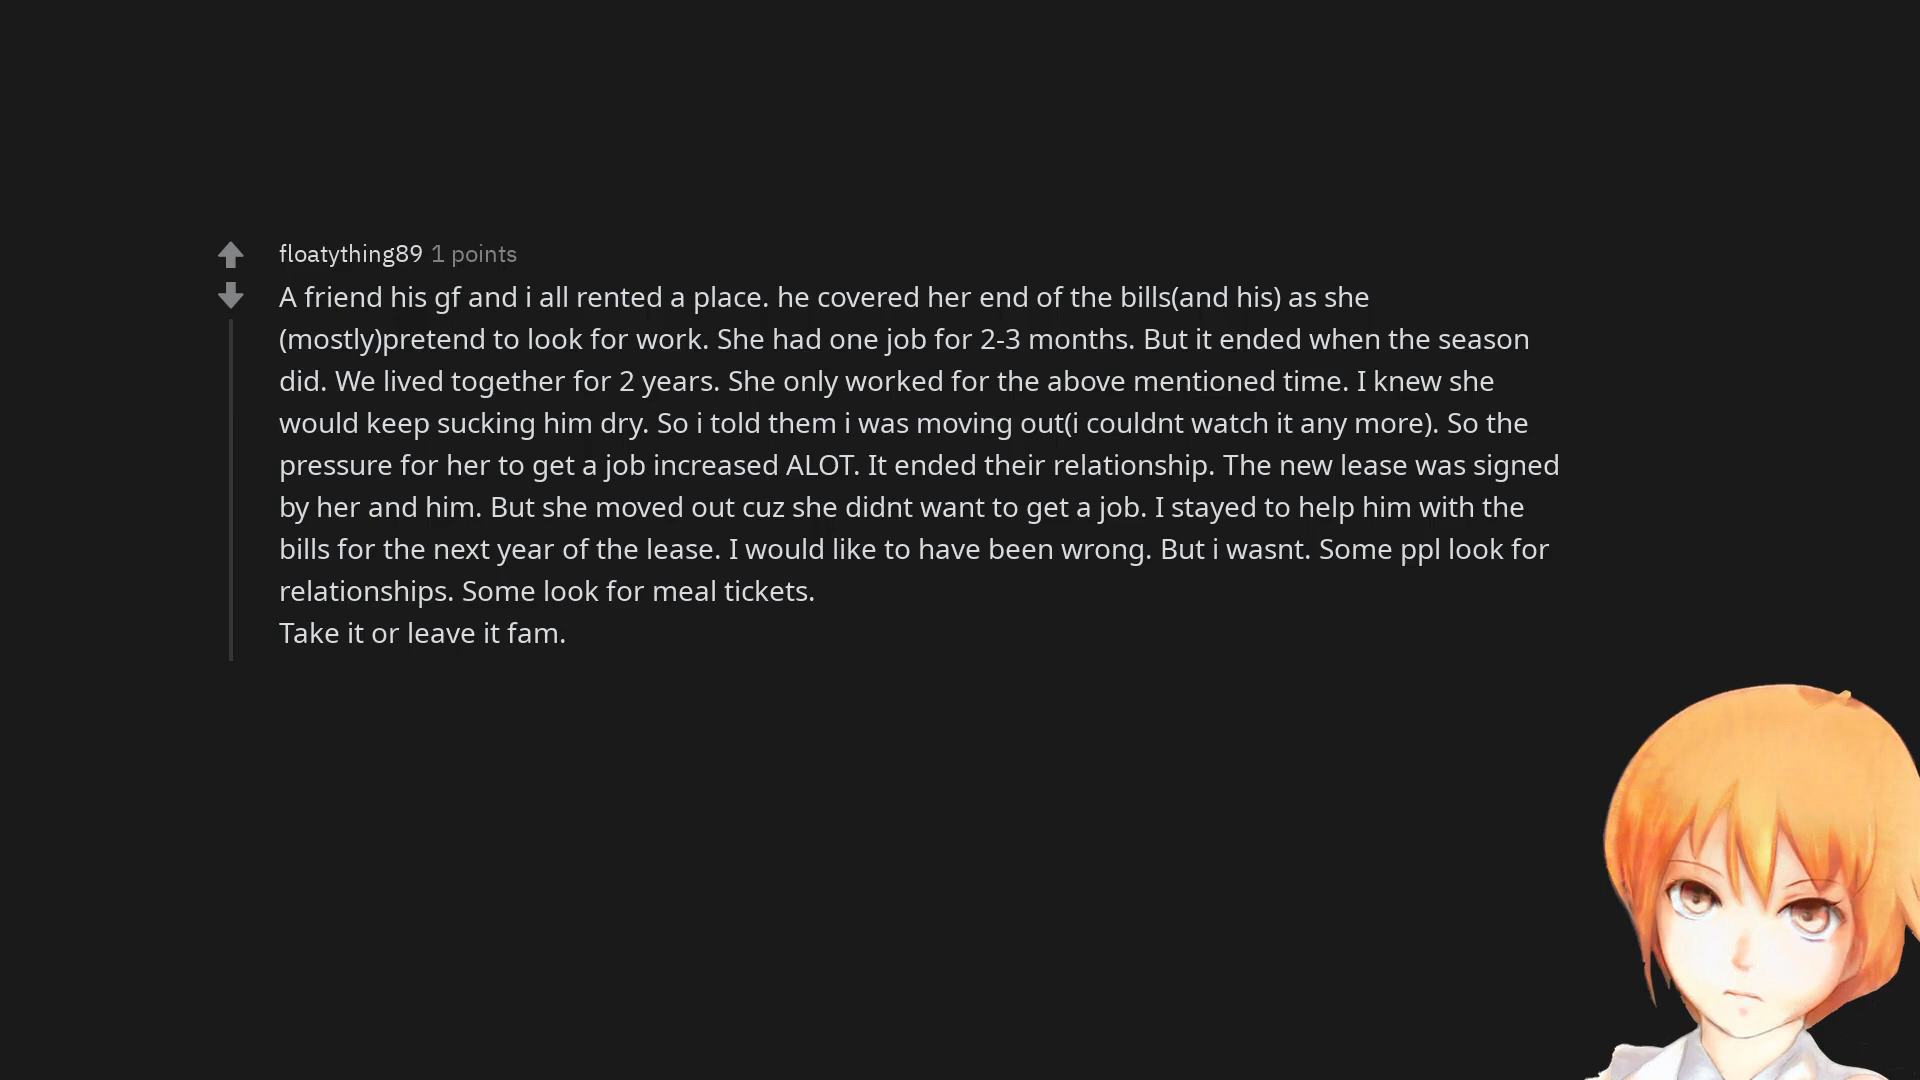 floatything89 1 points
A friend his gf and i all rented a place. he covered her end of the bills(and his) as she
(mostly)pretend to look for work. She had one job for 2-3 months. But it ended when the season
did. We lived together for 2 years. She only worked for the above mentioned time. I knew she
would keep sucking him dry. So i told them i was moving out(i couldnt watch it any more). So the
pressure for her to get a job increased ALOT. It ended their relationship. The new lease was signed
by her and him. But she moved out cuz she didnt want to get a job. I stayed to help him with the
bills for the next year of the lease. I would like to have been wrong. But i wasnt. Some ppl look for
relationships. Some look for meal tickets.
Take it or leave it fam.